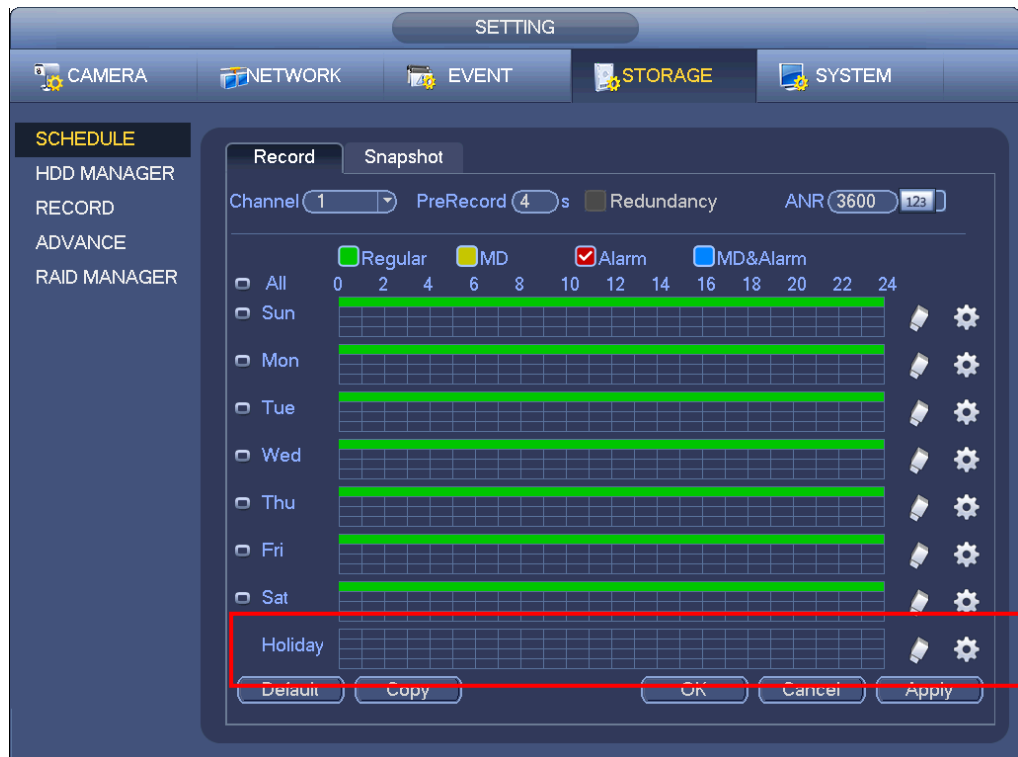 SETTING
CAMERA NETWORK EVENT STORAGE SYSTEM
SCHEDULE
HDD MANAGER
RECORD
ADVANCE
RAID MANAGER
Record Snapshot
Channel 1 PreRecord 4 s Redundancy ANR 3600 123
Regular MD Alarm MD&Alarm
All 0 2 4 6 8 10 12 14 16 18 20 22 24
Sun
Mon
Tue
Wed
Thu
Fri
Sat
Holiday
Default Copy OK Cancel Apply